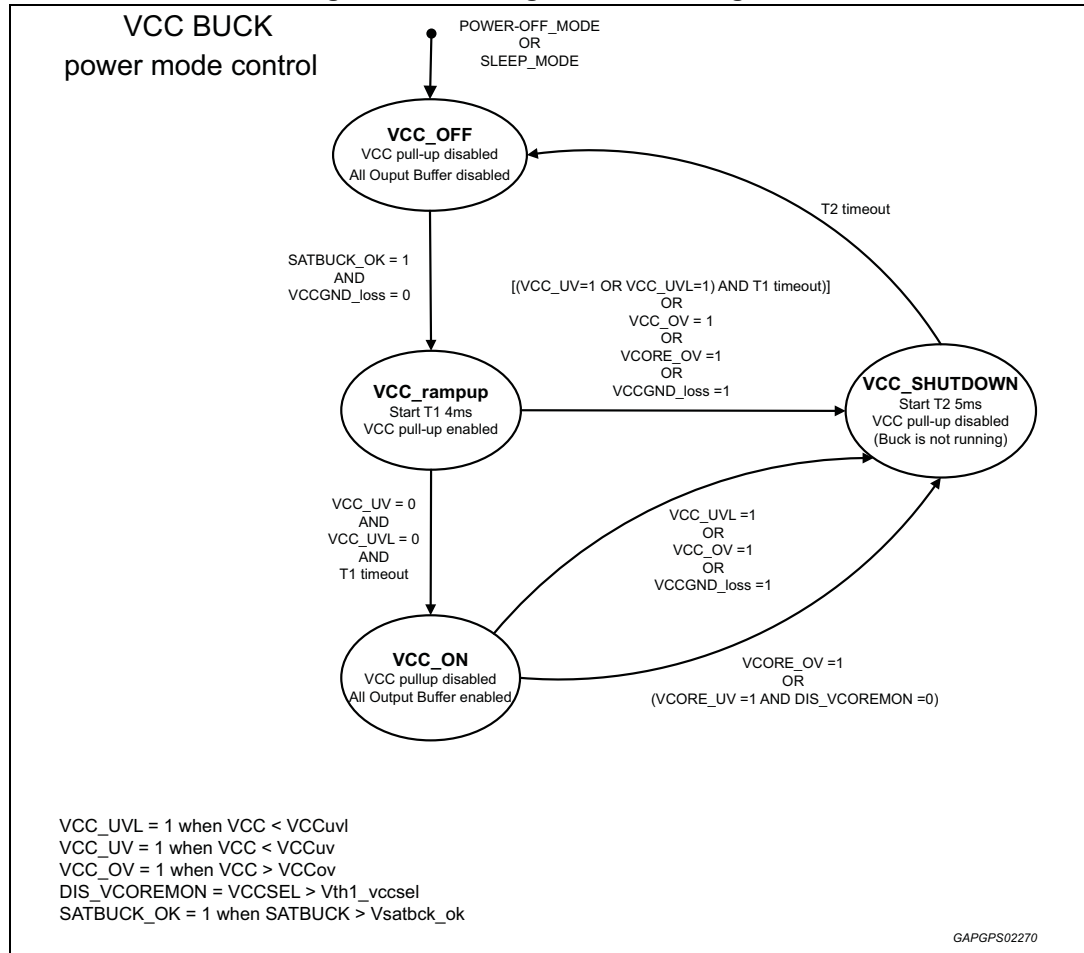 VCC BUCK
power mode control
POWER-OFF_MODE
OR
SLEEP_MODE
VCC_OFF
VCC pull-up disabled
All Ouput Buffer disabled
T2 timeout
SATBUCK_OK = 1
AND
VCCGND_loss = 0
[(VCC_UV=1 OR VCC_UVL=1) AND T1 timeout)]
OR
VCC_OV = 1
OR
VCORE_OV =1
OR
VCCGND_loss =1
VCC_rampup
Start T1 4ms
VCC pull-up enabled
VCC_SHUTDOWN
Start T2 5ms
VCC pull-up disabled
(Buck is not running)
VCC_UV = 0
AND
VCC_UVL = 0
AND
T1 timeout
VCC_UVL =1
OR
VCC_OV =1
OR
VCCGND_loss =1
VCC_ON
VCC pullup disabled
All Output Buffer enabled
VCORE_OV =1
OR
(VCORE_UV =1 AND DIS_VCOREMON =0)
VCC_UVL = 1 when VCC < VCCuvl
VCC_UV = 1 when VCC < VCCuv
VCC_OV = 1 when VCC > VCCov
DIS_VCOREMON = VCCSEL > Vth1_vccsel
SATBUCK_OK = 1 when SATBUCK > Vsatbck_ok
GAPGPS02270